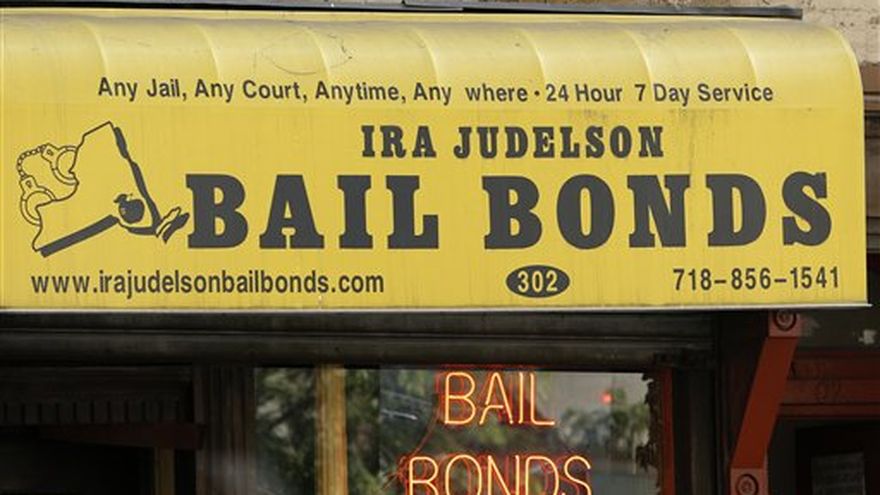 Any Jail, Any Court, Anytime, Any where · 24 Hour 7 Day Service
IRA JUDELSON
BAIL BONDS
www.irajudelsonbailbonds.com 302 718-856-1541
BAIL
BONDS